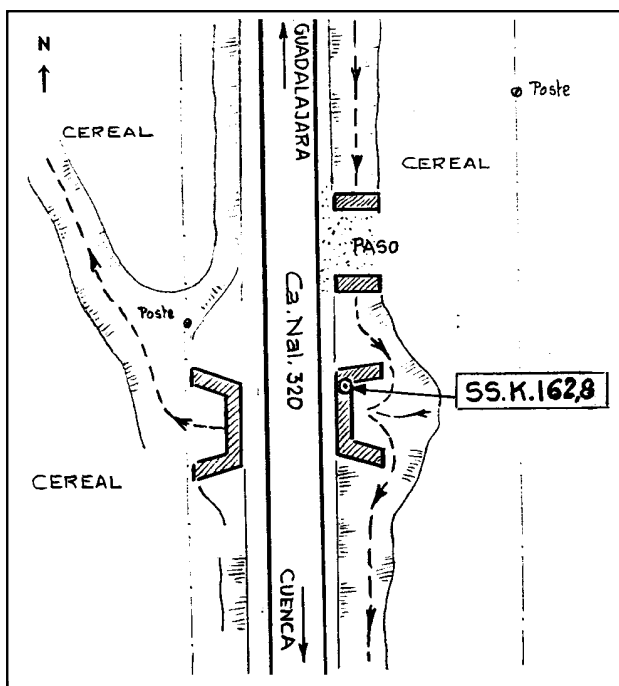 N
GUADALAJARA
Poste
CEREAL
CEREAL
PASO
Poste
Ca. Nal. 320
SS.K.162,8
CEREAL
CUENCA